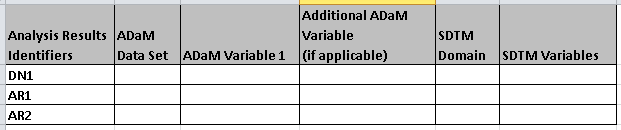 Analysis Results Identifiers
ADaM Data Set
ADaM Variable 1
Additional ADaM Variable (if applicable)
SDTM Domain
SDTM Variables
DN1
AR1
AR2